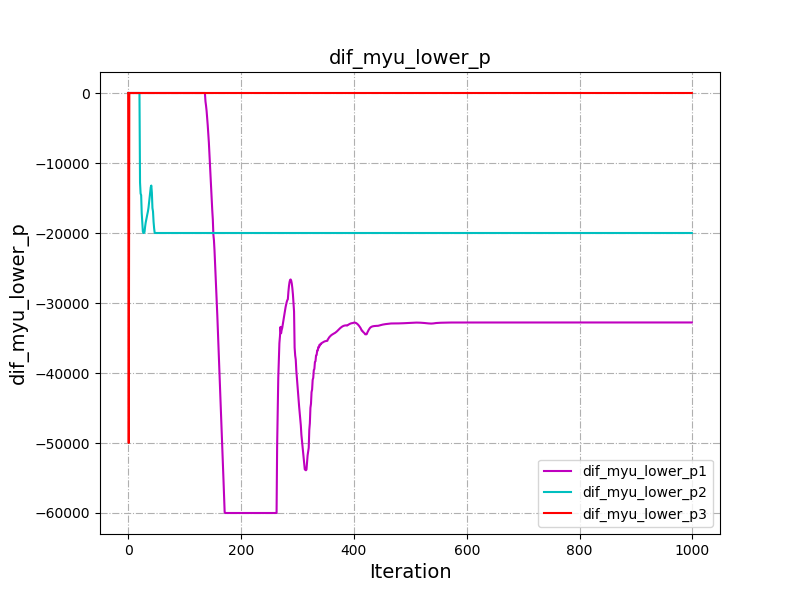 dif_myu_lower_p
dif_myu_lower_p
0
−10000
−20000
−30000
−40000
−50000
−60000
dif_myu_lower_p1
dif_myu_lower_p2
dif_myu_lower_p3
0 200 400 600 800 1000
Iteration